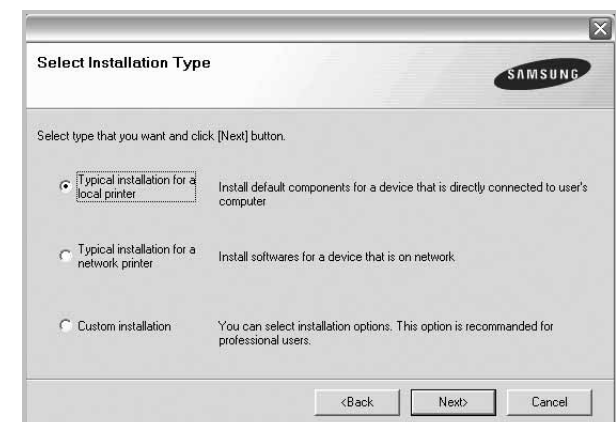 Select Installation Type
SAMSUNG
Select type that you want and click [Next] button.
Typical installation for a
local printer
Install default components for a device that is directly connected to user's
computer
Typical installation for a
network printer
Install softwares for a device that is on network
Custom installation
You can select installation options. This option is recommanded for
professional users.
<Back
Next>
Cancel